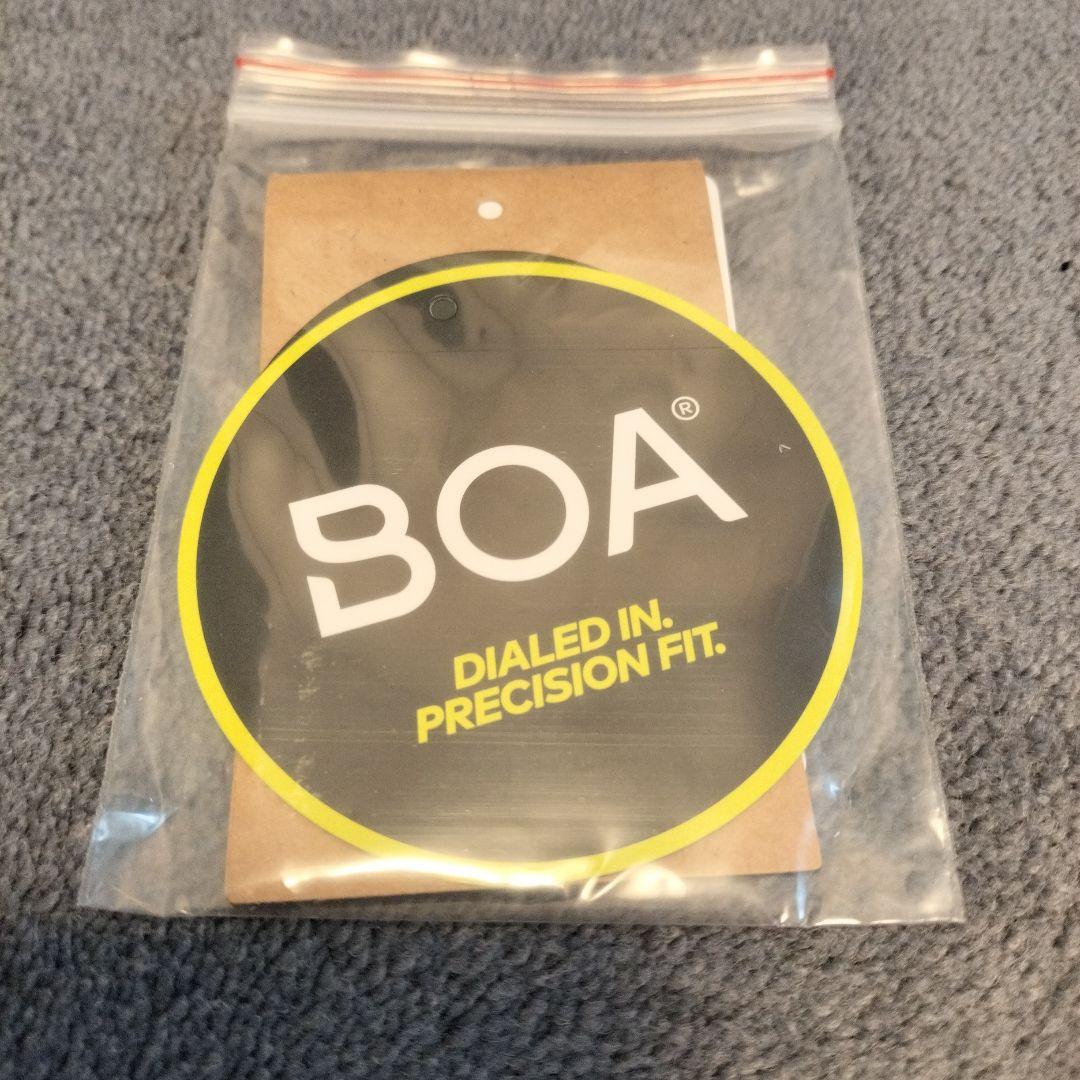 BOA®
DIALED IN.
PRECISION FIT.